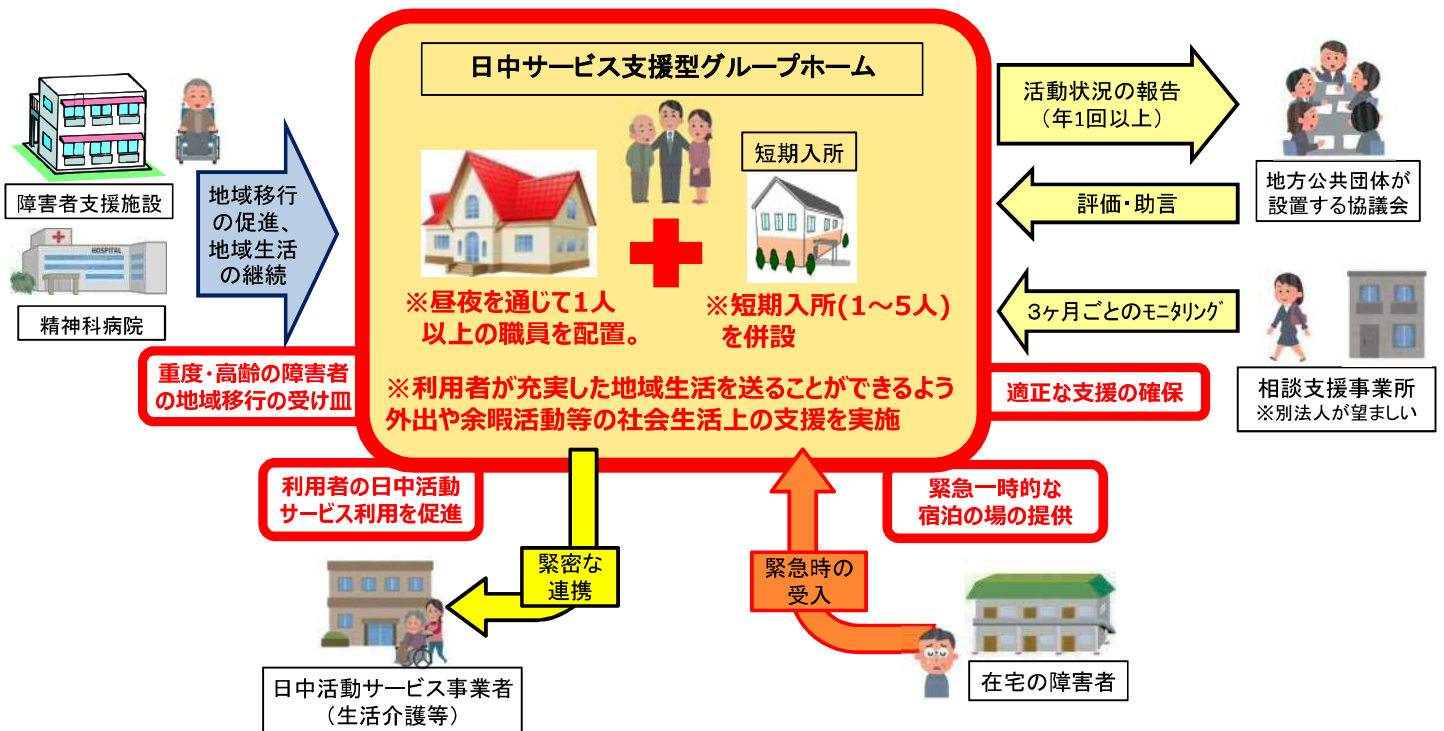 日中サービス支援型グループホーム
短期入所
※昼夜を通じて1人
以上の職員を配置。
※短期入所(1～5人)
を併設
※利用者が充実した地域生活を送ることができるよう
外出や余暇活動等の社会生活上の支援を実施
障害者支援施設
HOSPITAL
精神科病院
地域移行
の促進、
地域生活
の継続
重度・高齢の障害者
の地域移行の受け皿
活動状況の報告
（年1回以上）
評価・助言
地方公共団体が
設置する協議会
3ヶ月ごとのモニタリング
相談支援事業所
※別法人が望ましい
適正な支援の確保
利用者の日中活動
サービス利用を促進
緊急一時的な
宿泊の場の提供
緊密な
連携
緊急時の
受入
日中活動サービス事業者
（生活介護等）
在宅の障害者